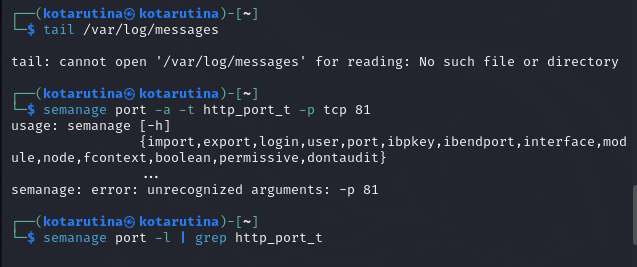 ┌──(kotarutina㉿kotarutina)-[~]
└─$ tail /var/log/messages
tail: cannot open '/var/log/messages' for reading: No such file or directory
┌──(kotarutina㉿kotarutina)-[~]
└─$ semanage port -a -t http_port_t -p tcp 81
usage: semanage [-h]
{import,export,login,user,port,ibpkey,ibendport,interface,mod
ule,node,fcontext,boolean,permissive,dontaudit}
...
semanage: error: unrecognized arguments: -p 81
┌──(kotarutina㉿kotarutina)-[~]
└─$ semanage port -l | grep http_port_t